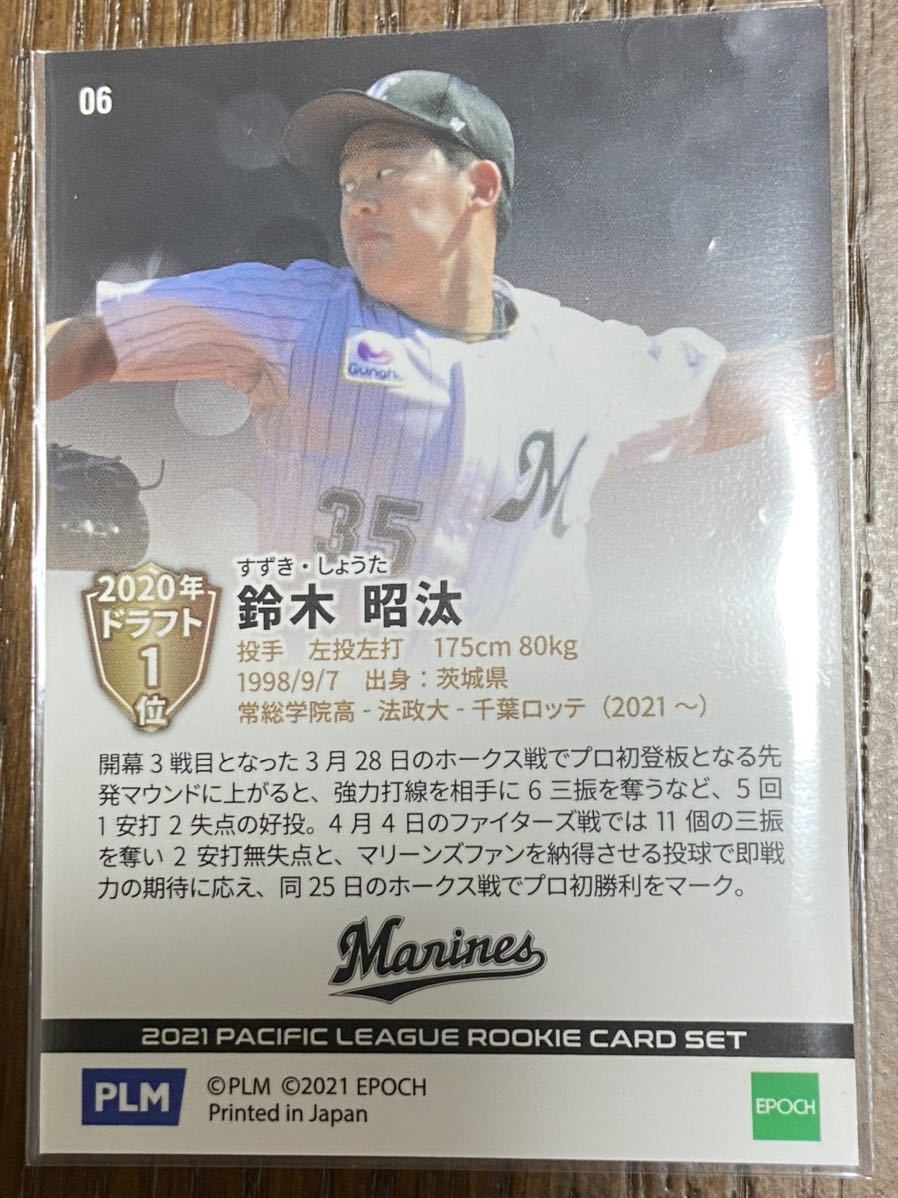 06
GungHo
M
35
2020年
ドラフト
1
位
すずき・しょうた
鈴木 昭汰
投手 左投左打 175cm 80kg
1998/9/7 出身：茨城県
常総学院高 - 法政大 - 千葉ロッテ（2021 〜）
開幕 3 戦目となった 3 月 28 日のホークス戦でプロ初登板となる先
発マウンドに上がると、強力打線を相手に 6 三振を奪うなど、5 回
1 安打 2 失点の好投。4 月 4 日のファイターズ戦では 11 個の三振
を奪い 2 安打無失点と、マリーンズファンを納得させる投球で即戦
力の期待に応え、同 25 日のホークス戦でプロ初勝利をマーク。
Marines
2021 PACIFIC LEAGUE ROOKIE CARD SET
PLM
©PLM ©2021 EPOCH
Printed in Japan
EPOCH